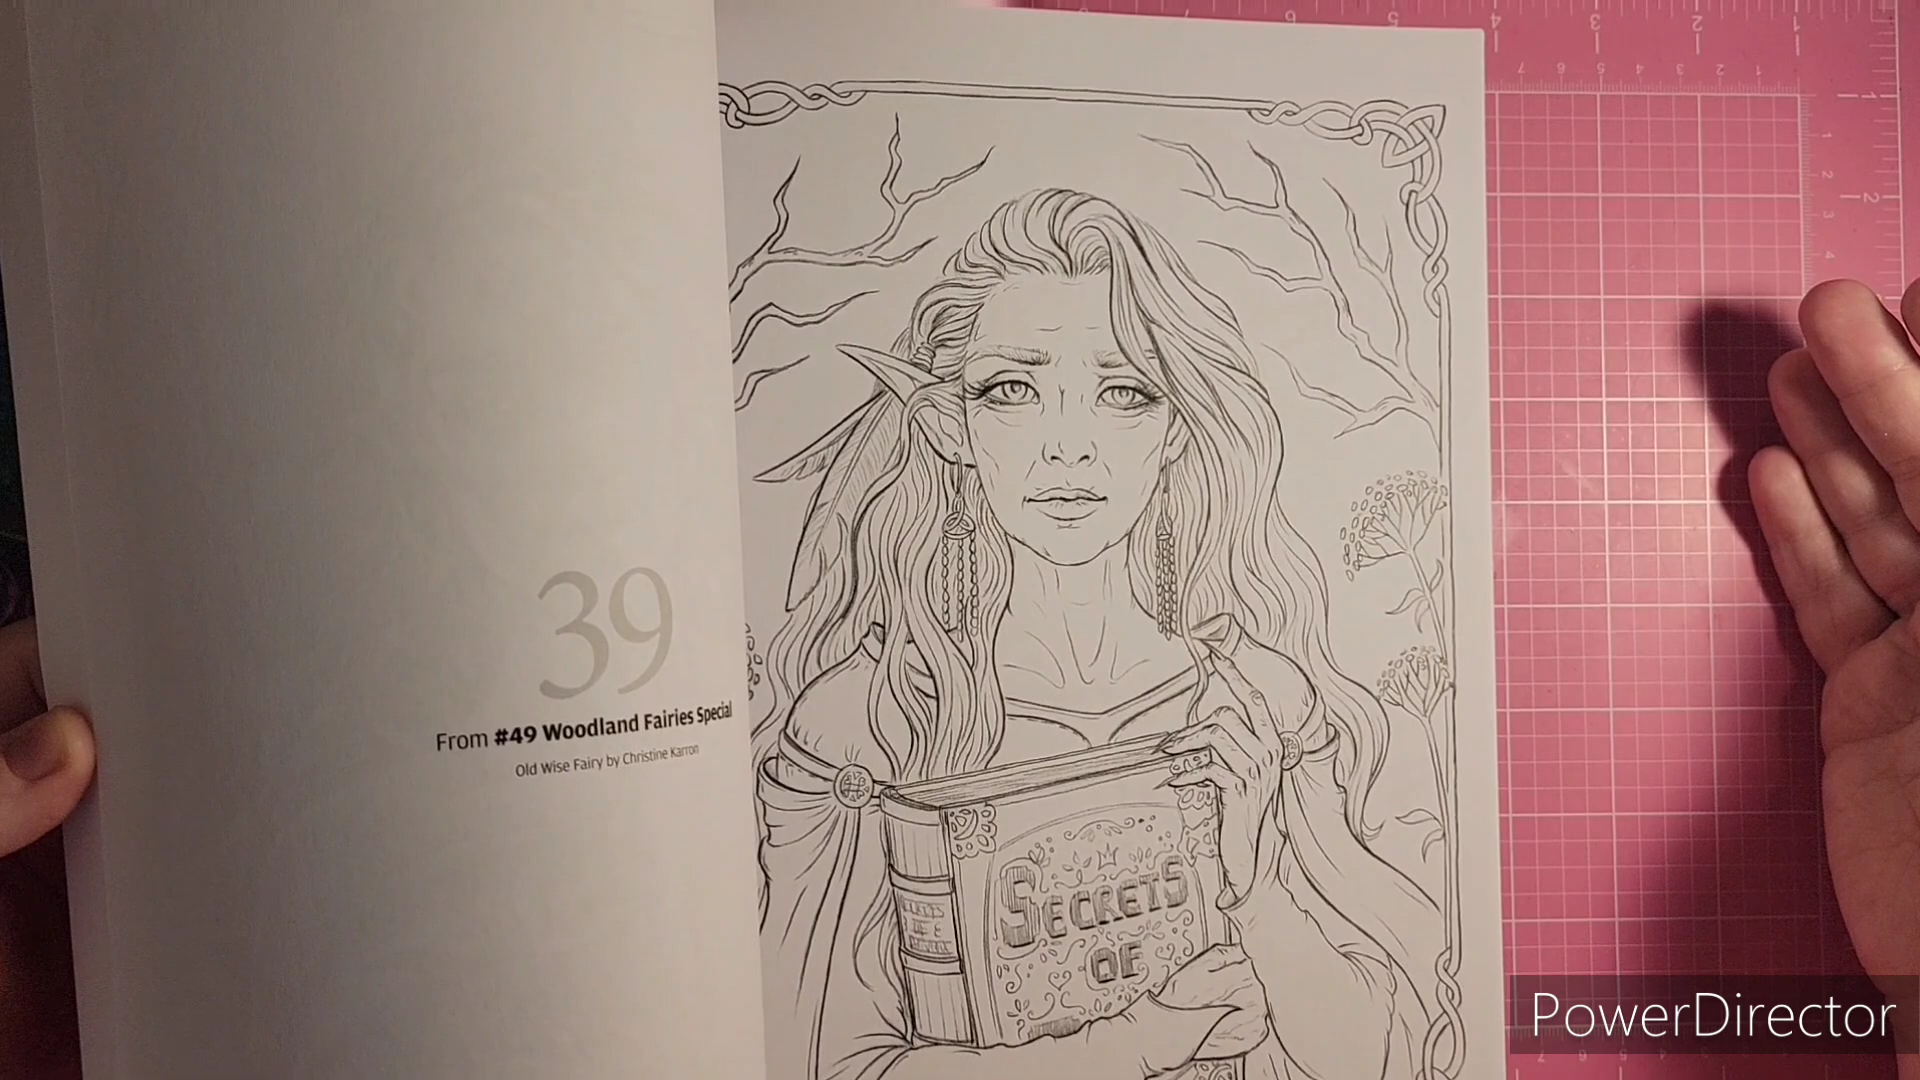 39
From #49 Woodland Fairies Special
Old Wise Fairy by Christine Karron
SECRETS
OF
PowerDirector